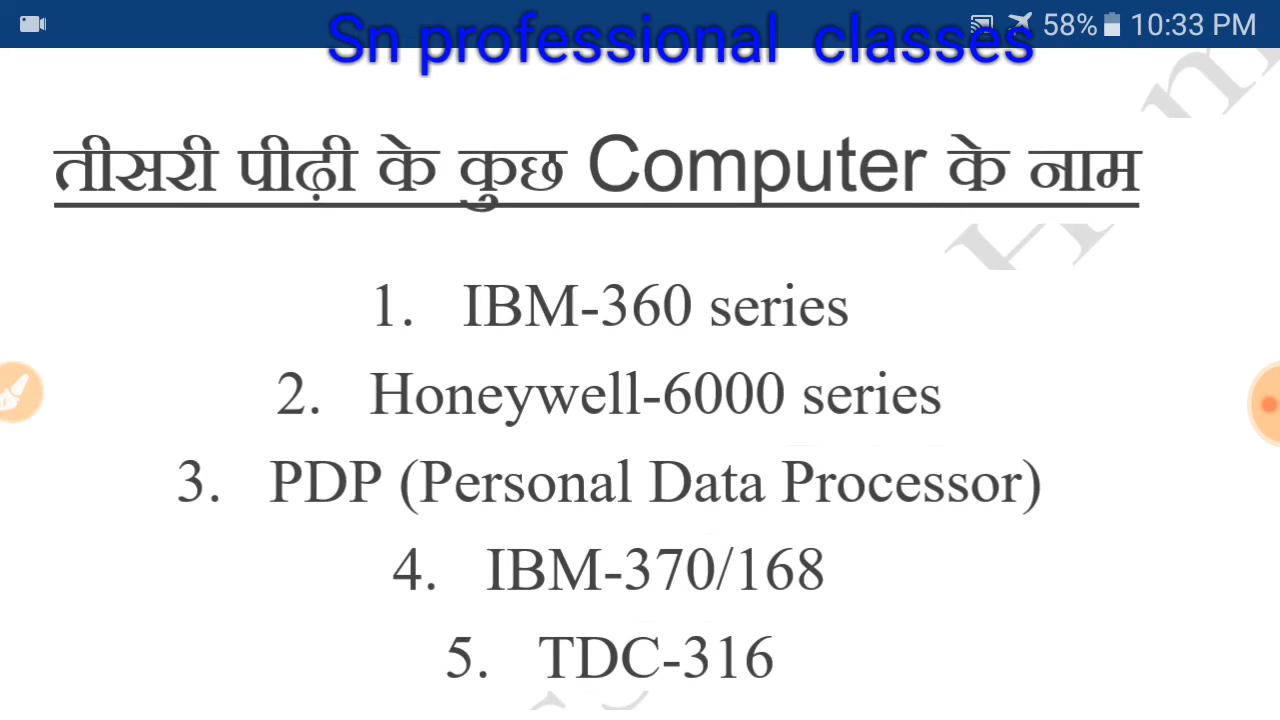 Sn professional classes
58% 10:33 PM
तीसरी पीढ़ी के कुछ Computer के नाम
1. IBM-360 series
2. Honeywell-6000 series
3. PDP (Personal Data Processor)
4. IBM-370/168
5. TDC-316